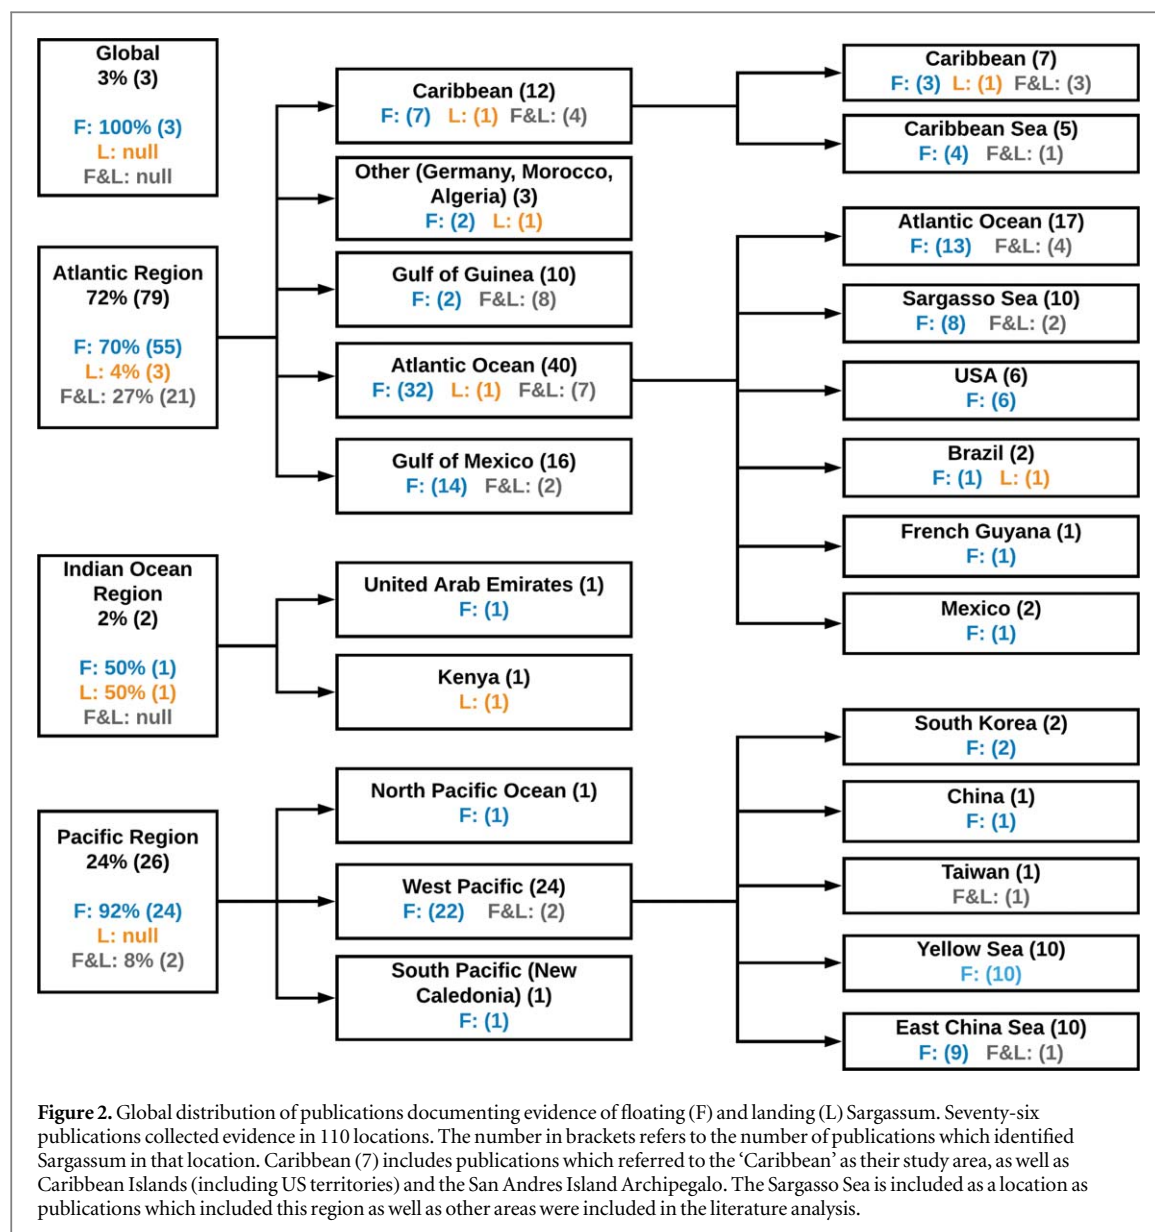 Global
3% (3)
F: 100% (3)
L: null
F&L: null
Atlantic Region
72% (79)
F: 70% (55)
L: 4% (3)
F&L: 27% (21)
Indian Ocean
Region
2% (2)
F: 50% (1)
L: 50% (1)
F&L: null
Pacific Region
24% (26)
F: 92% (24)
L: null
F&L: 8% (2)
Caribbean (12)
F: (7) L: (1) F&L: (4)
Other (Germany, Morocco,
Algeria) (3)
F: (2) L: (1)
Gulf of Guinea (10)
F: (2) F&L: (8)
Atlantic Ocean (40)
F: (32) L: (1) F&L: (7)
Gulf of Mexico (16)
F: (14) F&L: (2)
United Arab Emirates (1)
F: (1)
Kenya (1)
L: (1)
North Pacific Ocean (1)
F: (1)
West Pacific (24)
F: (22) F&L: (2)
South Pacific (New
Caledonia) (1)
F: (1)
Caribbean (7)
F: (3) L: (1) F&L: (3)
Caribbean Sea (5)
F: (4) F&L: (1)
Atlantic Ocean (17)
F: (13) F&L: (4)
Sargasso Sea (10)
F: (8) F&L: (2)
USA (6)
F: (6)
Brazil (2)
F: (1) L: (1)
French Guyana (1)
F: (1)
Mexico (2)
F: (1)
South Korea (2)
F: (2)
China (1)
F: (1)
Taiwan (1)
F&L: (1)
Yellow Sea (10)
F: (10)
East China Sea (10)
F: (9) F&L: (1)
Figure 2. Global distribution of publications documenting evidence of floating (F) and landing (L) Sargassum. Seventy-six
publications collected evidence in 110 locations. The number in brackets refers to the number of publications which identified
Sargassum in that location. Caribbean (7) includes publications which referred to the ‘Caribbean’ as their study area, as well as
Caribbean Islands (including US territories) and the San Andres Island Archipegalo. The Sargasso Sea is included as a location as
publications which included this region as well as other areas were included in the literature analysis.